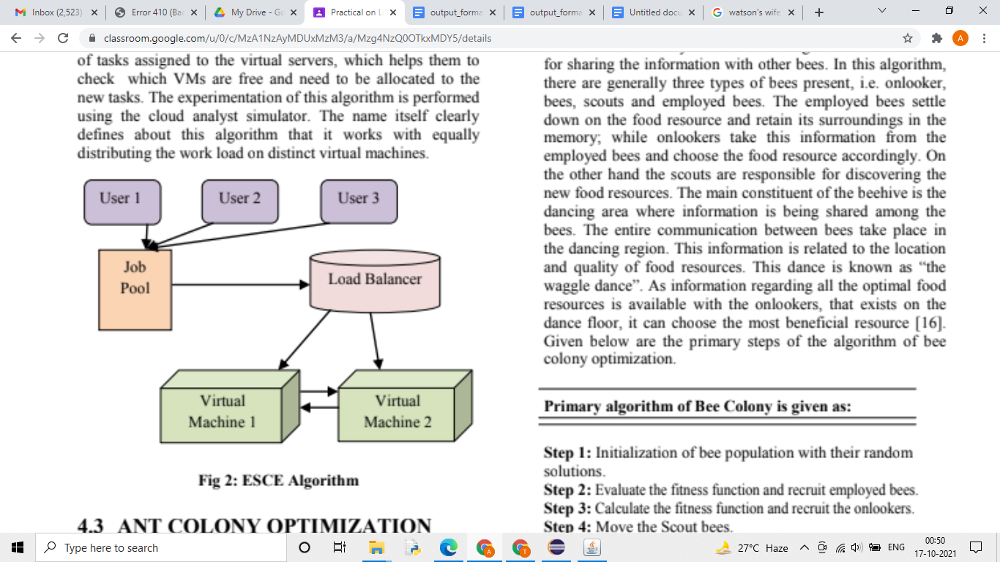 Inbox (2,523)
Error 410 (Ba
My Drive - Go
Practical on L
output_forma
output_forma
Untitled docu
watson's wife
classroom.google.com/u/0/c/MzA1NzAyMDUxMzM3/a/Mzg4NzQ0OTkxMDY5/details
A
of tasks assigned to the virtual servers, which helps them to
check which VMs are free and need to be allocated to the
new tasks. The experimentation of this algorithm is performed
using the cloud analyst simulator. The name itself clearly
defines about this algorithm that it works with equally
distributing the work load on distinct virtual machines.
User 1
User 2
User 3
Job
Pool
Load Balancer
Virtual
Machine 1
Virtual
Machine 2
Fig 2: ESCE Algorithm
4.3 ANT COLONY OPTIMIZATION
for sharing the information with other bees. In this algorithm,
there are generally three types of bees present, i.e. onlooker,
bees, scouts and employed bees. The employed bees settle
down on the food resource and retain its surroundings in the
memory; while onlookers take this information from the
employed bees and choose the food resource accordingly. On
the other hand the scouts are responsible for discovering the
new food resources. The main constituent of the beehive is the
dancing area where information is being shared among the
bees. The entire communication between bees take place in
the dancing region. This information is related to the location
and quality of food resources. This dance is known as “the
waggle dance”. As information regarding all the optimal food
resources is available with the onlookers, that exists on the
dance floor, it can choose the most beneficial resource [16].
Given below are the primary steps of the algorithm of bee
colony optimization.
Primary algorithm of Bee Colony is given as:
Step 1: Initialization of bee population with their random
solutions.
Step 2: Evaluate the fitness function and recruit employed bees.
Step 3: Calculate the fitness function and recruit the onlookers.
Step 4: Move the Scout bees.
Type here to search
A
T
27°C Haze
ENG
00:50
17-10-2021